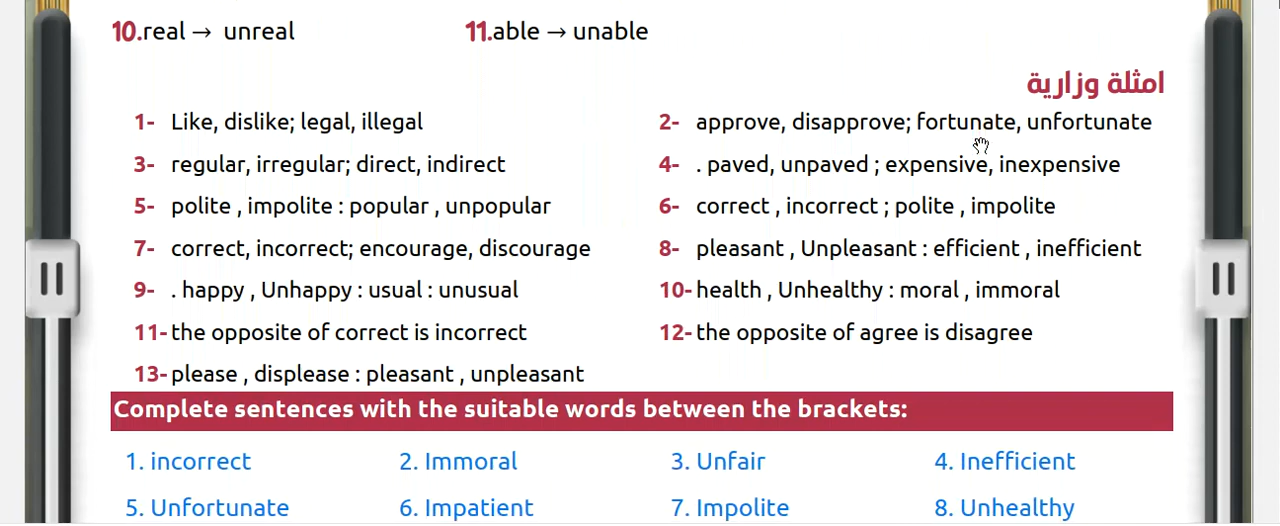 10.real → unreal 11.able → unable
امثلة وزارية
1- Like, dislike; legal, illegal 2- approve, disapprove; fortunate, unfortunate
3- regular, irregular; direct, indirect 4- . paved, unpaved ; expensive, inexpensive
5- polite , impolite : popular , unpopular 6- correct , incorrect ; polite , impolite
7- correct, incorrect; encourage, discourage 8- pleasant , Unpleasant : efficient , inefficient
9- . happy , Unhappy : usual : unusual 10- health , Unhealthy : moral , immoral
11- the opposite of correct is incorrect 12- the opposite of agree is disagree
13- please , displease : pleasant , unpleasant
Complete sentences with the suitable words between the brackets:
1. incorrect 2. Immoral 3. Unfair 4. Inefficient
5. Unfortunate 6. Impatient 7. Impolite 8. Unhealthy